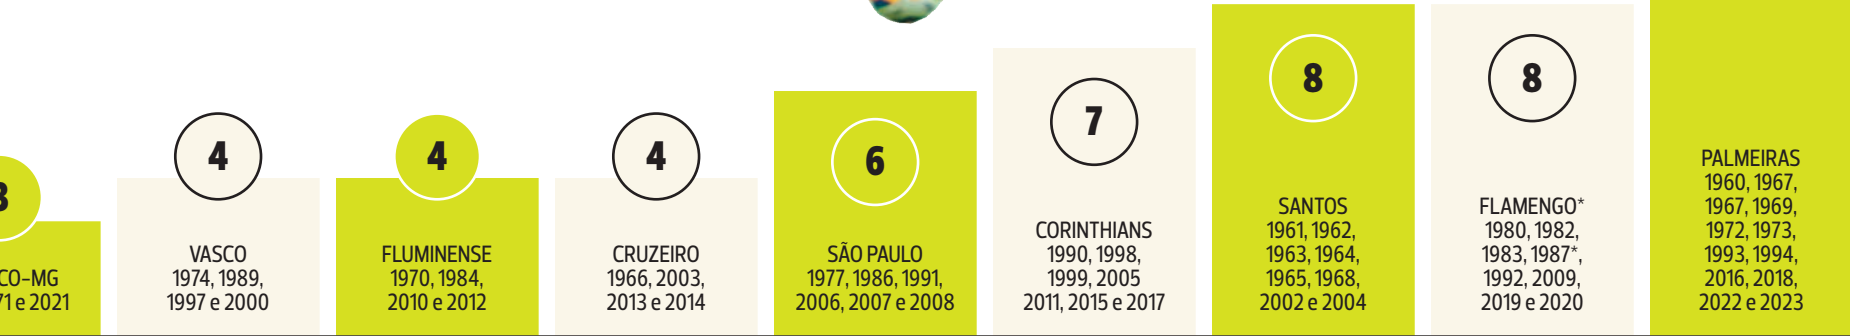 3
CO-MG
71 e 2021
4
VASCO
1974, 1989,
1997 e 2000
4
FLUMINENSE
1970, 1984,
2010 e 2012
4
CRUZEIRO
1966, 2003,
2013 e 2014
6
SÃO PAULO
1977, 1986, 1991,
2006, 2007 e 2008
7
CORINTHIANS
1990, 1998,
1999, 2005
2011, 2015 e 2017
8
SANTOS
1961, 1962,
1963, 1964,
1965, 1968,
2002 e 2004
8
FLAMENGO*
1980, 1982,
1983, 1987*,
1992, 2009,
2019 e 2020
PALMEIRAS
1960, 1967,
1967, 1969,
1972, 1973,
1993, 1994,
2016, 2018,
2022 e 2023